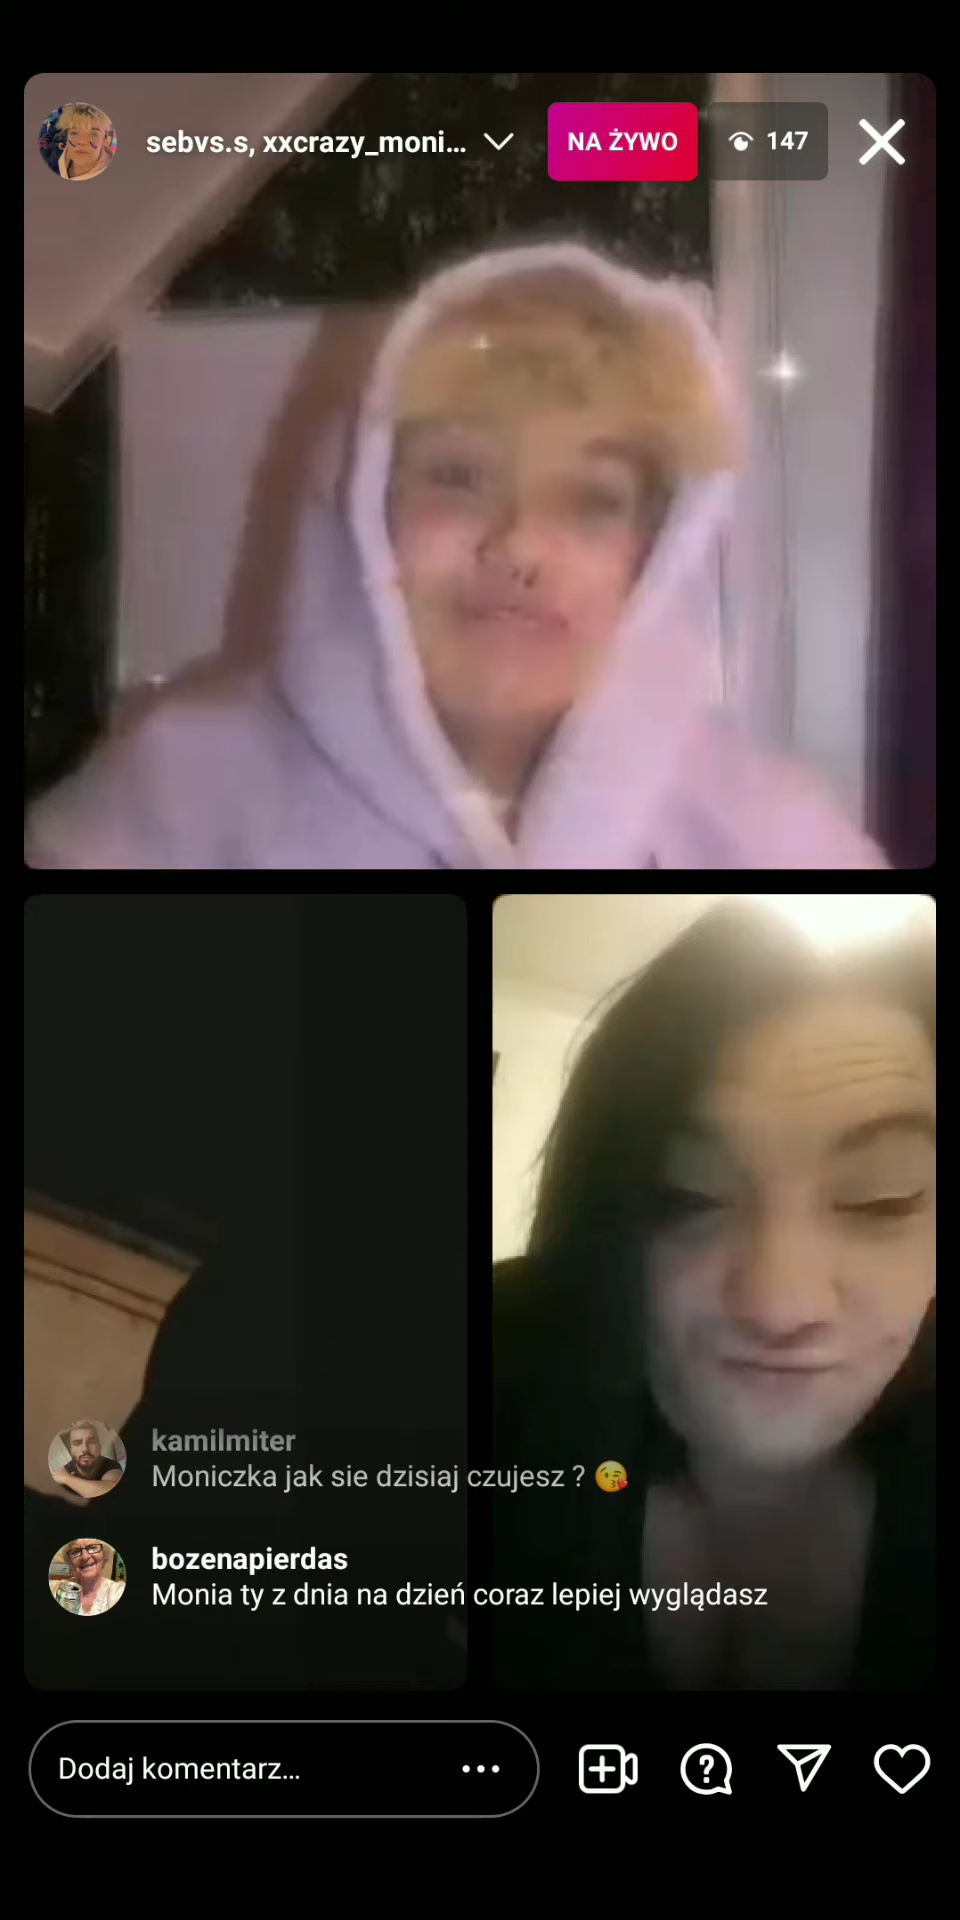 sebvs.s, xxcrazy_moni...
NA ŻYWO
147
kamilmiter
Moniczka jak sie dzisiaj czujesz ? 😘
bozenapierdas
Monia ty z dnia na dzień coraz lepiej wyglądasz
Dodaj komentarz...